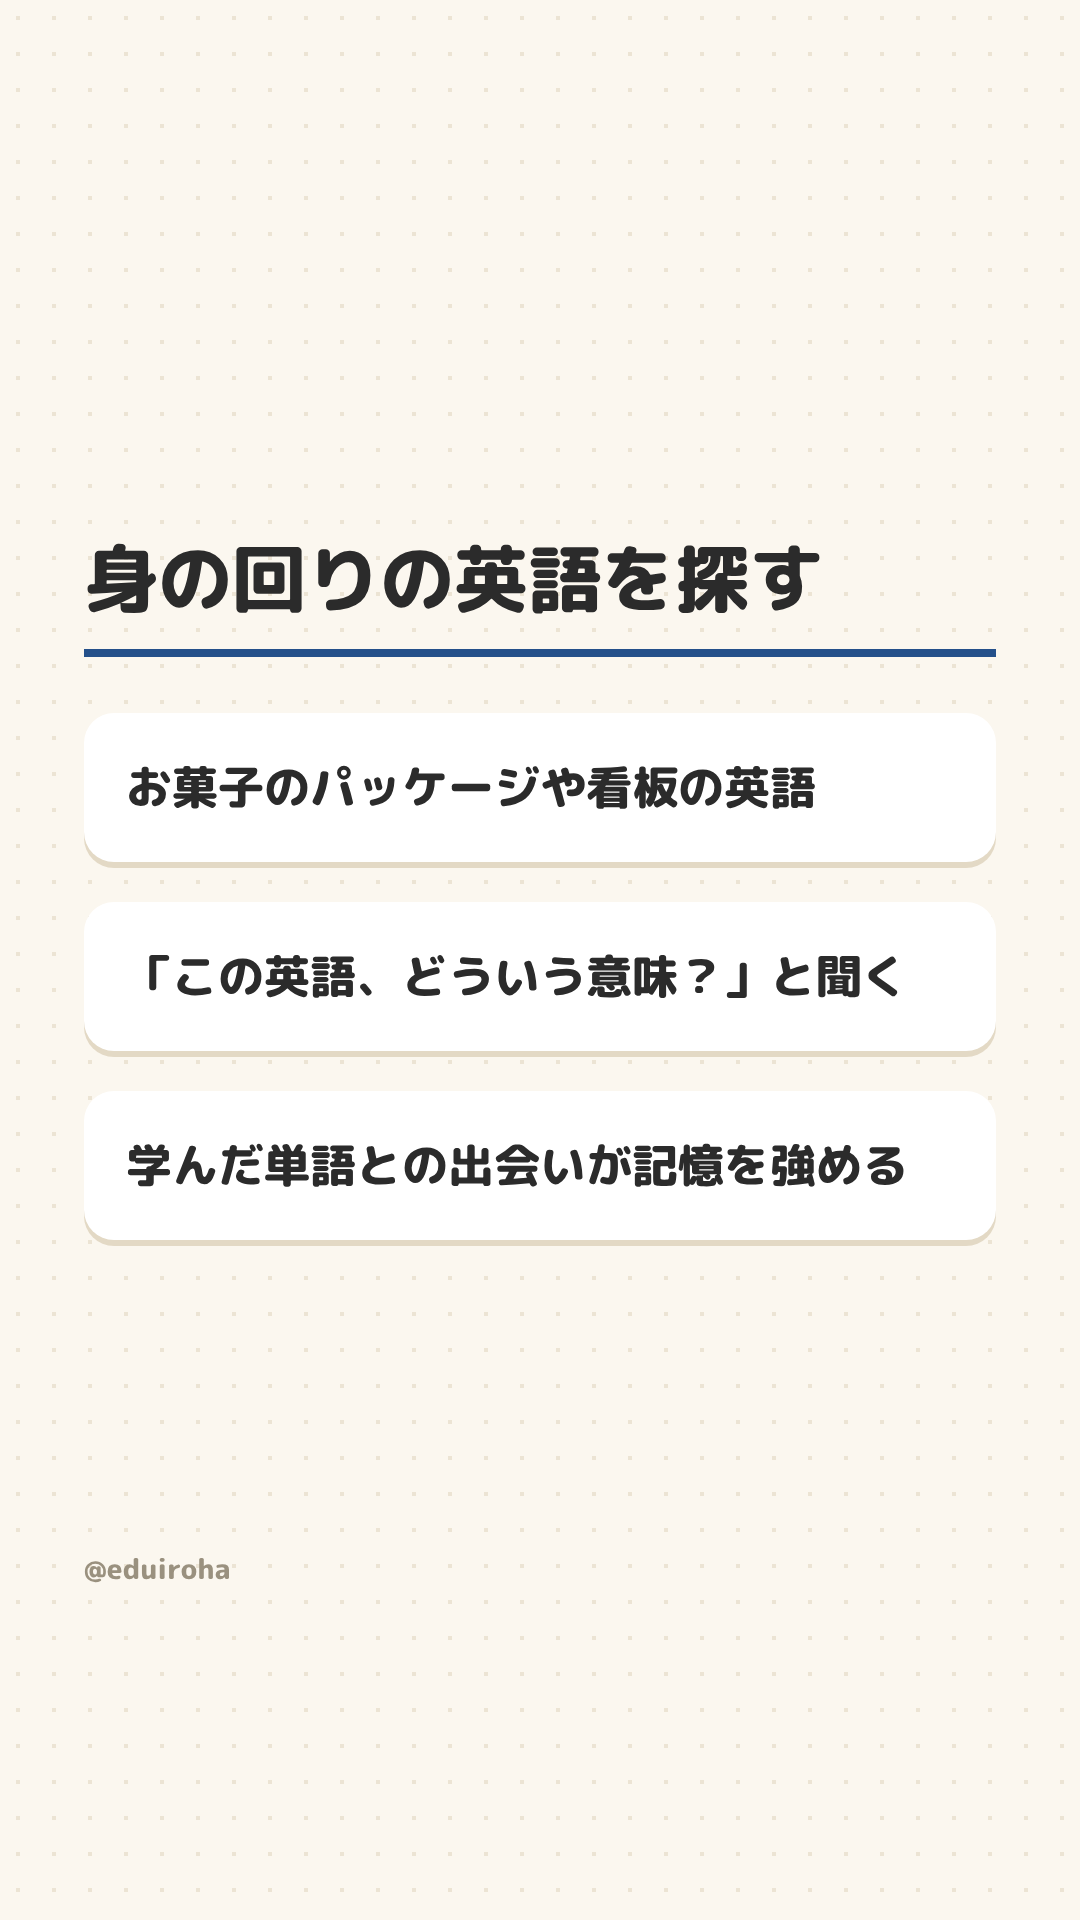 身の回りの英語を探す
お菓子のパッケージや看板の英語
「この英語、どういう意味？」と聞く
学んだ単語との出会いが記憶を強める
@eduiroha